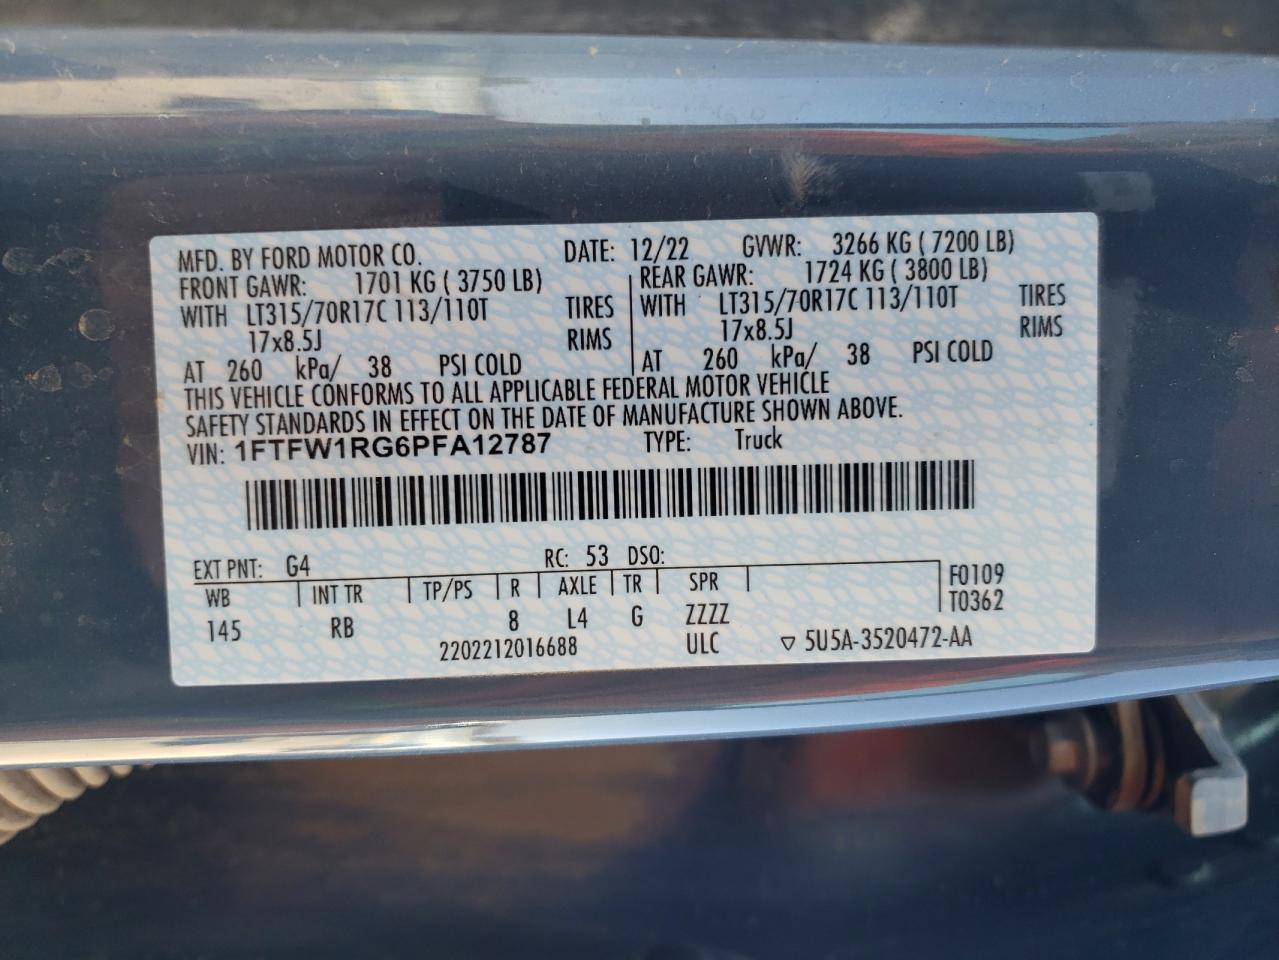 MFD. BY FORD MOTOR CO. DATE: 12/22 GVWR: 3266 KG ( 7200 LB)
FRONT GAWR: 1701 KG ( 3750 LB) REAR GAWR: 1724 KG ( 3800 LB)
WITH LT315/70R17C 113/110T TIRES WITH LT315/70R17C 113/110T TIRES
17x8.5J RIMS 17x8.5J RIMS
AT 260 kPa/ 38 PSI COLD AT 260 kPa/ 38 PSI COLD
THIS VEHICLE CONFORMS TO ALL APPLICABLE FEDERAL MOTOR VEHICLE
SAFETY STANDARDS IN EFFECT ON THE DATE OF MANUFACTURE SHOWN ABOVE.
VIN: 1FTFW1RG6PFA12787 TYPE: Truck
EXT PNT: G4 RC: 53 DSO:
WB INT TR TP/PS R AXLE TR SPR F0109
145 RB 8 L4 G ZZZZ T0362
2202212016688 ULC ▽ 5U5A-3520472-AA